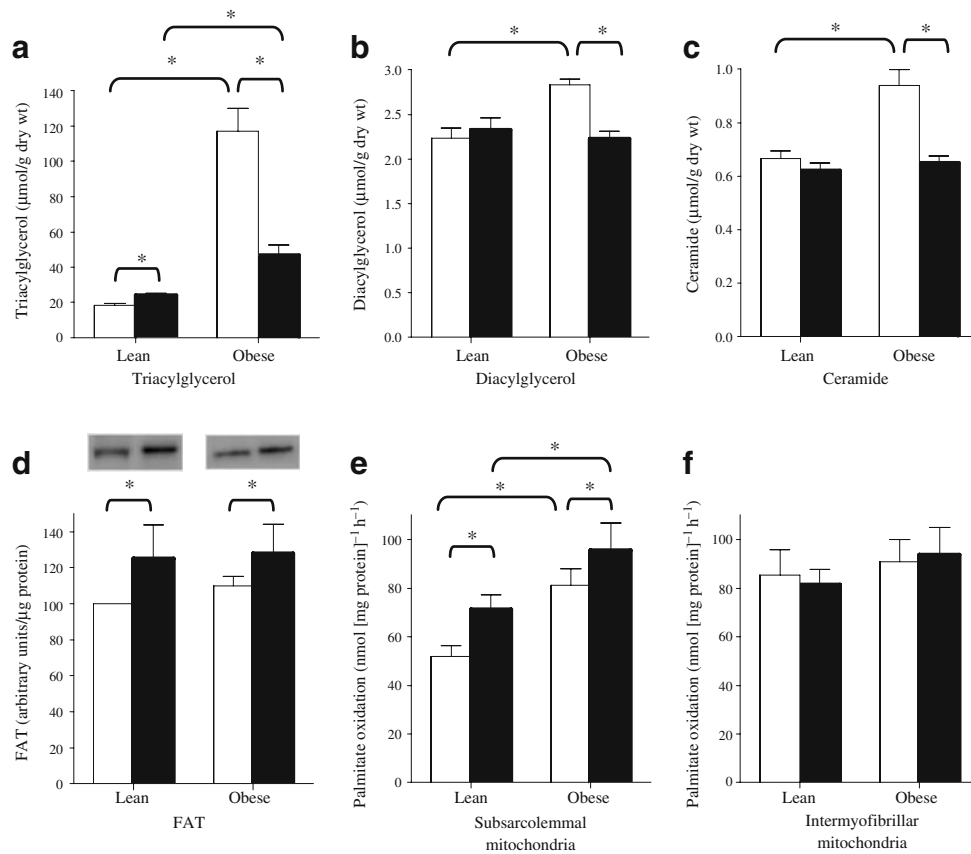 a
*
*
*
*
Triacylglycerol (µmol/g dry wt)
140
120
100
80
60
40
20
0
Lean
Obese
Triacylglycerol
b
*
*
Diacylglycerol (µmol/g dry wt)
3.0
2.5
2.0
1.5
1.0
0.5
0.0
Lean
Obese
Diacylglycerol
c
*
*
Ceramide (µmol/g dry wt)
1.0
0.8
0.6
0.4
0.2
0.0
Lean
Obese
Ceramide
d
*
*
FAT (arbitrary units/µg protein)
140
120
100
80
60
40
20
0
Lean
Obese
FAT
e
*
*
*
*
Palmitate oxidation (nmol [mg protein]⁻¹ h⁻¹)
100
80
60
40
20
0
Lean
Obese
Subsarcolemmal
mitochondria
f
Palmitate oxidation (nmol [mg protein]⁻¹ h⁻¹)
100
80
60
40
20
0
Lean
Obese
Intermyofibrillar
mitochondria